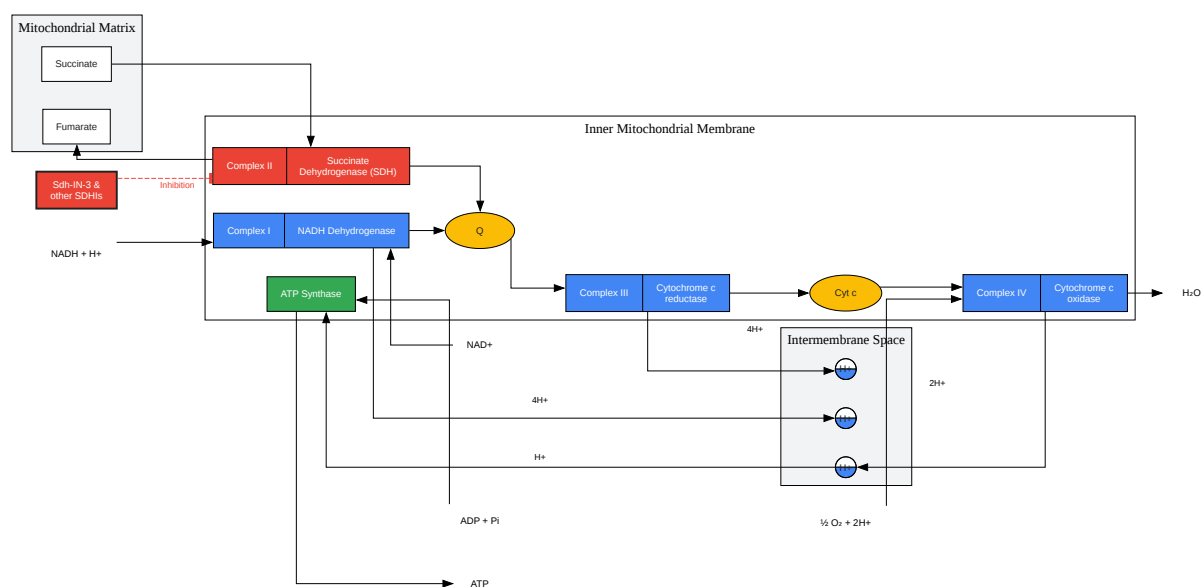 Mitochondrial Matrix
Succinate
Fumarate
Inner Mitochondrial Membrane
Complex II
Succinate
Dehydrogenase (SDH)
Sdh-IN-3 &
other SDHIs
Inhibition
Complex I
NADH Dehydrogenase
Q
NADH + H+
ATP Synthase
Complex III
Cytochrome c
reductase
Cyt c
Complex IV
Cytochrome c
oxidase
H₂O
4H+
NAD+
Intermembrane Space
H+
2H+
4H+
H+
H+
H+
ADP + Pi
½ O₂ + 2H+
ATP